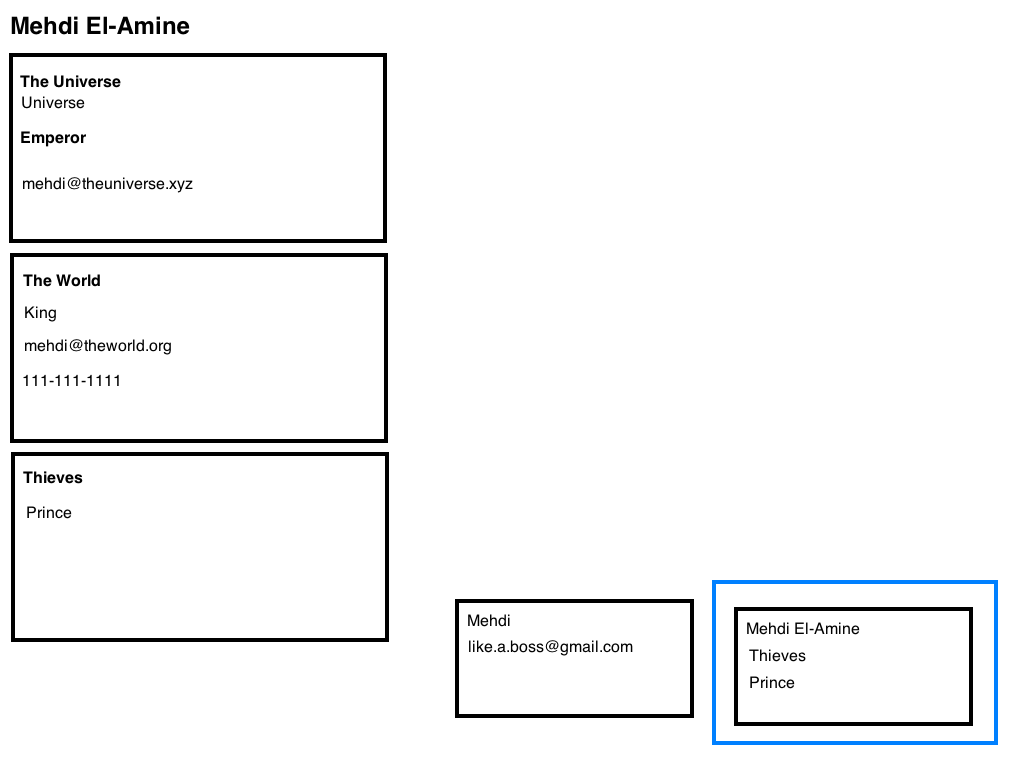 Mehdi El-Amine
The Universe
Universe
Emperor
mehdi@theuniverse.xyz
The World
King
mehdi@theworld.org
111-111-1111
Thieves
Prince
Mehdi
like.a.boss@gmail.com
Mehdi El-Amine
Thieves
Prince